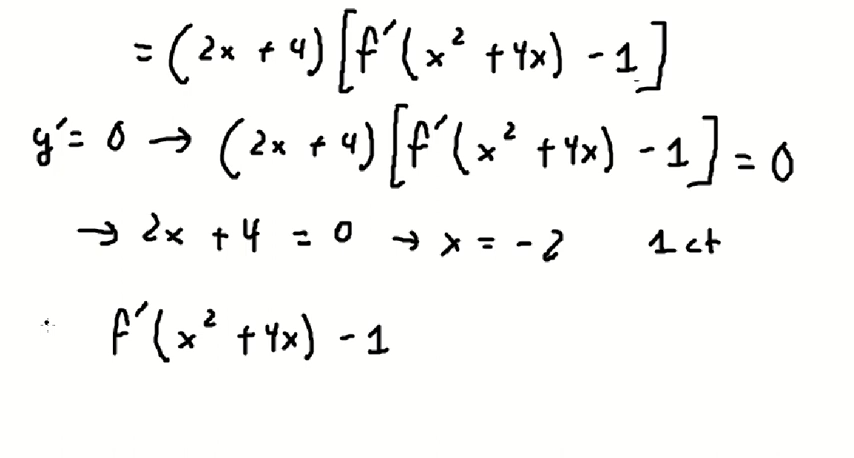 = (2x + 4) [f'(x² + 4x) - 1]
y' = 0 → (2x + 4) [f'(x² + 4x) - 1] = 0
→ 2x + 4 = 0 → x = -2 1 ct
f'(x² + 4x) - 1